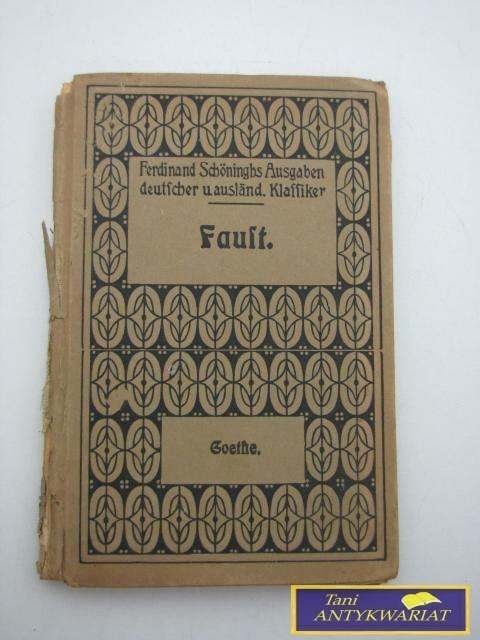 Ferdinand Schöninghs Ausgaben
deutſcher u. ausländ. Klaſſiker
Fauſt.
Goethe.
Tani
ANTYKWARIAT